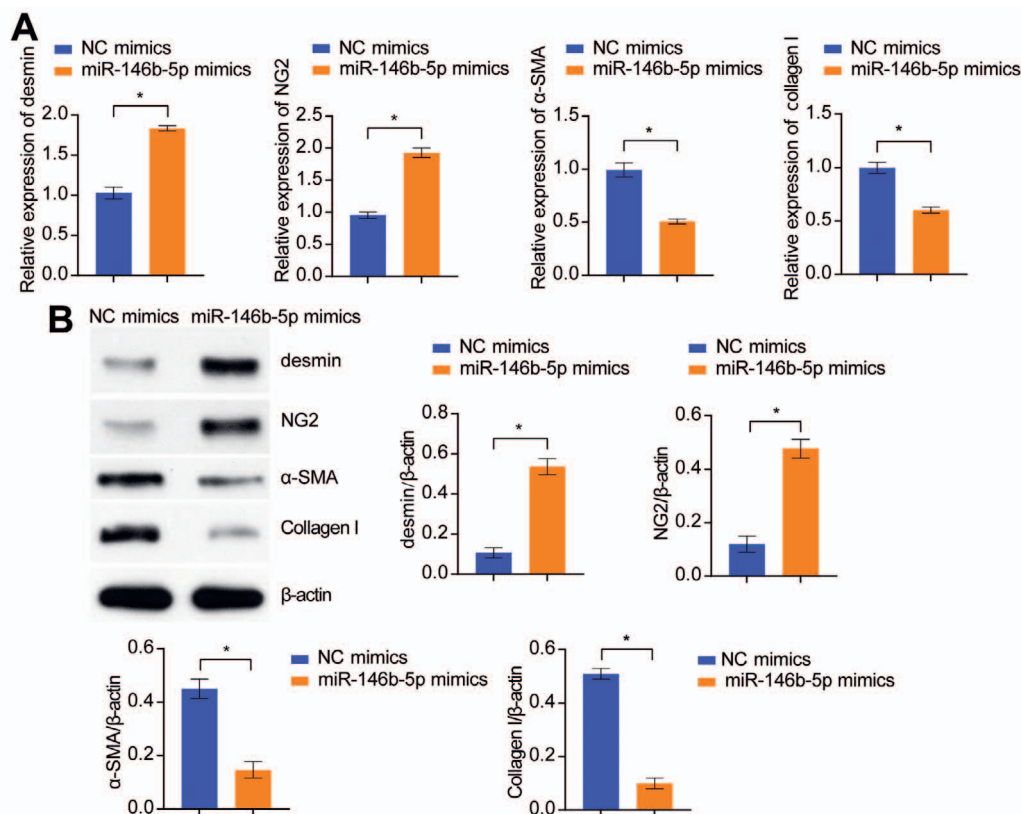 A
NC mimics
miR-146b-5p mimics
Relative expression of desmin
2.0
1.5
1.0
0.5
0.0
*
NC mimics
miR-146b-5p mimics
Relative expression of NG2
2.5
2.0
1.5
1.0
0.5
0.0
*
NC mimics
miR-146b-5p mimics
Relative expression of α-SMA
1.5
1.0
0.5
0.0
*
NC mimics
miR-146b-5p mimics
Relative expression of collagen I
1.5
1.0
0.5
0.0
*
B
NC mimics miR-146b-5p mimics
desmin
NG2
α-SMA
Collagen I
β-actin
NC mimics
miR-146b-5p mimics
desmin/β-actin
0.8
0.6
0.4
0.2
0.0
*
NC mimics
miR-146b-5p mimics
NG2/β-actin
0.6
0.4
0.2
0.0
*
NC mimics
miR-146b-5p mimics
α-SMA/β-actin
0.6
0.4
0.2
0.0
*
NC mimics
miR-146b-5p mimics
Collagen I/β-actin
0.6
0.4
0.2
0.0
*